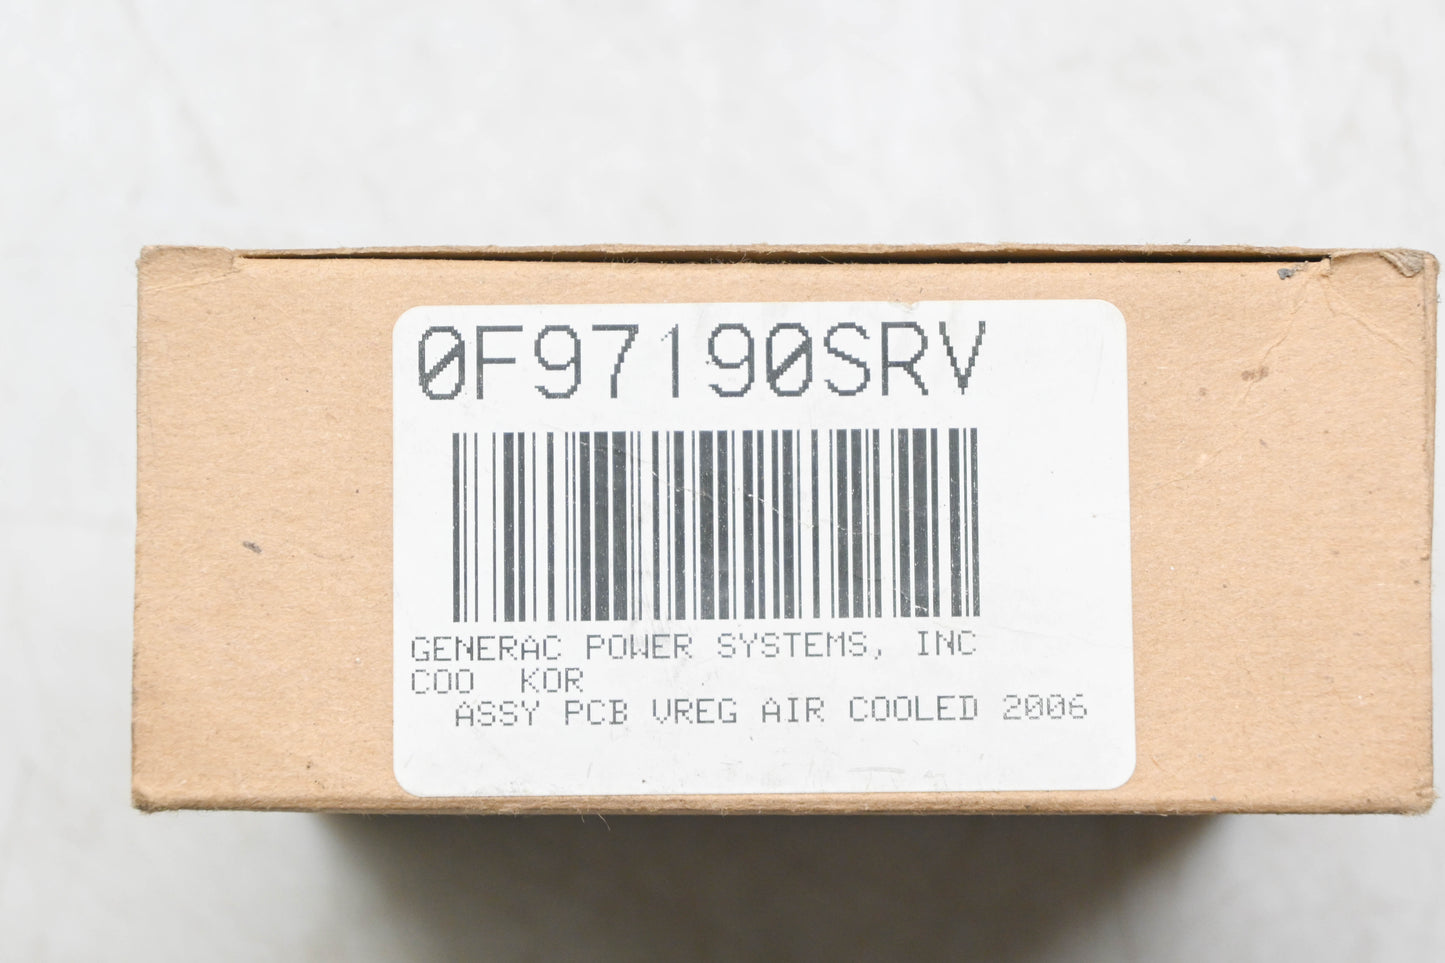 0F97190SRV
GENERAC POWER SYSTEMS, INC
COO KOR
ASSY PCB VREG AIR COOLED 2006